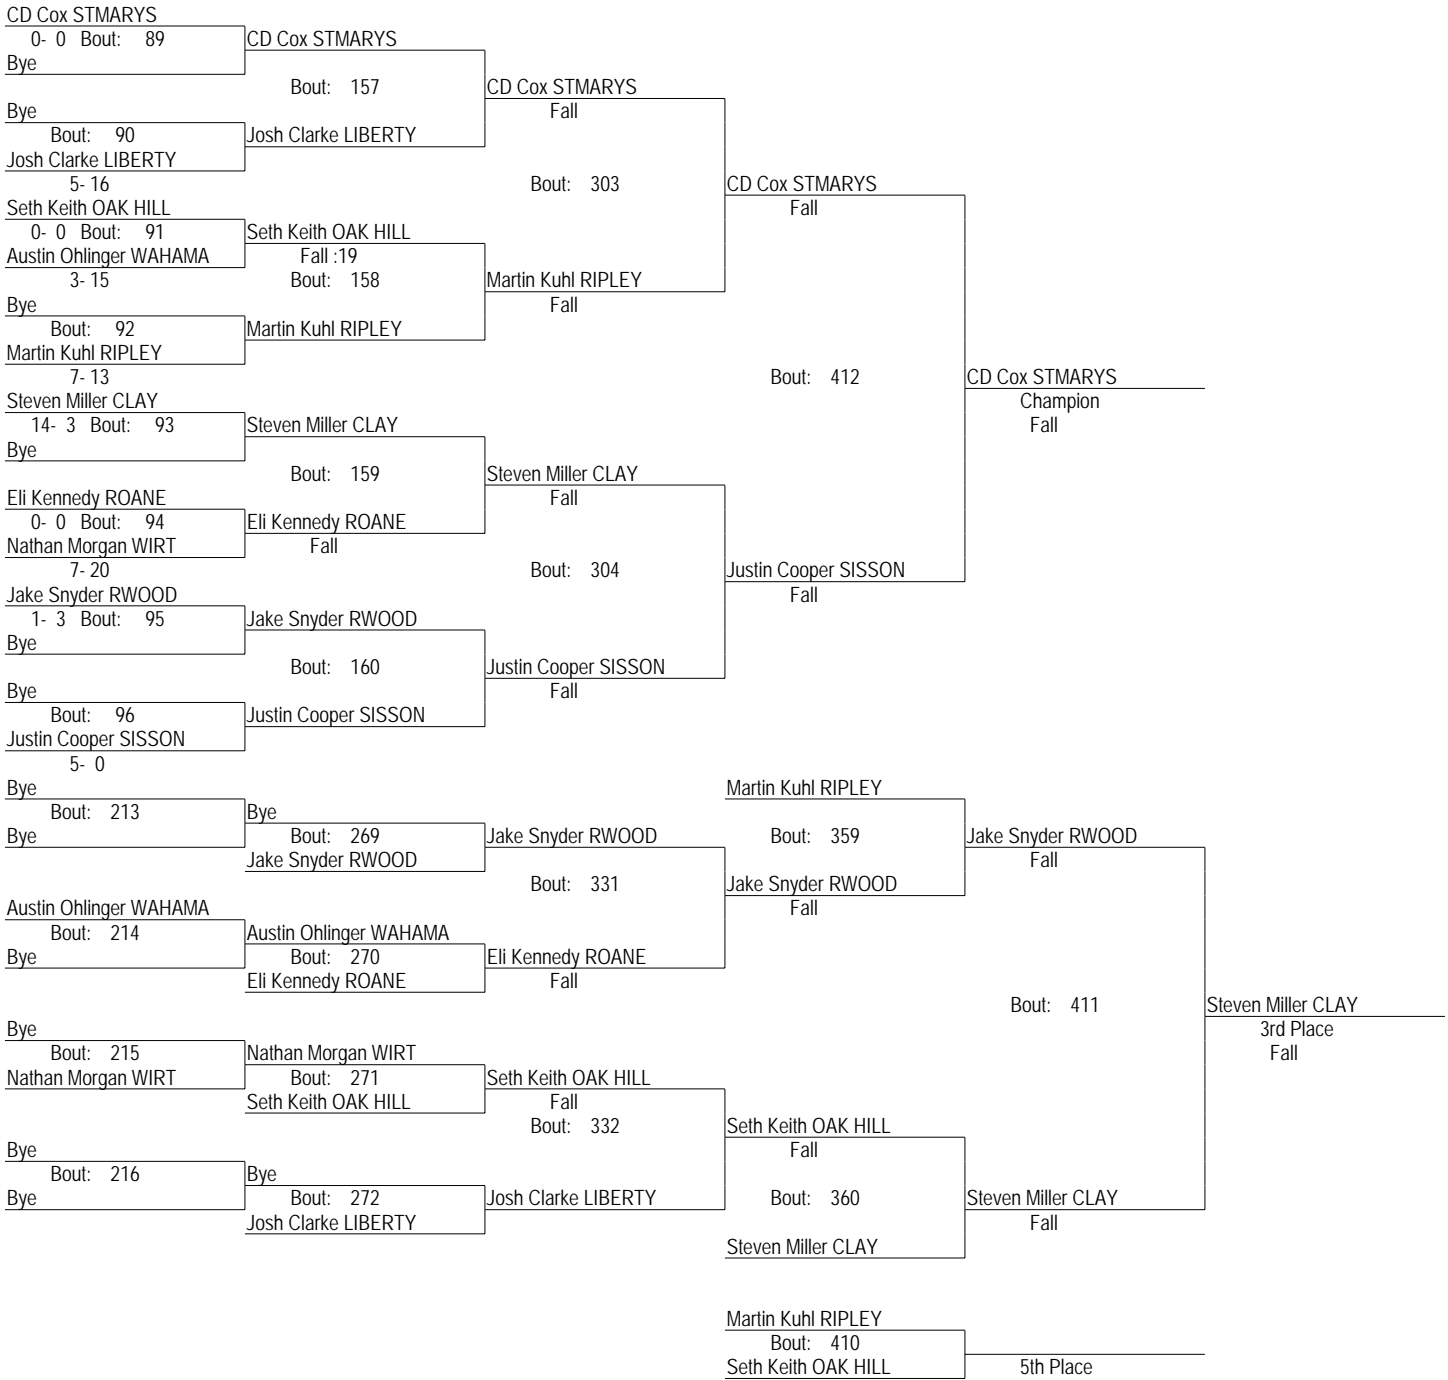 CD Cox STMARYS
0- 0 Bout: 89 CD Cox STMARYS
Bye
Bout: 157 CD Cox STMARYS
Bye Fall
Bout: 90 Josh Clarke LIBERTY
Josh Clarke LIBERTY
5- 16 Bout: 303 CD Cox STMARYS
Seth Keith OAK HILL Fall
0- 0 Bout: 91 Seth Keith OAK HILL
Austin Ohlinger WAHAMA Fall :19
3- 15 Bout: 158 Martin Kuhl RIPLEY
Bye Fall
Bout: 92 Martin Kuhl RIPLEY
Martin Kuhl RIPLEY
7- 13 Bout: 412 CD Cox STMARYS
Steven Miller CLAY Champion
14- 3 Bout: 93 Steven Miller CLAY Fall
Bye
Bout: 159 Steven Miller CLAY
Eli Kennedy ROANE Fall
0- 0 Bout: 94 Eli Kennedy ROANE
Nathan Morgan WIRT Fall
7- 20 Bout: 304 Justin Cooper SISSON
Jake Snyder RWOOD Fall
1- 3 Bout: 95 Jake Snyder RWOOD
Bye
Bout: 160 Justin Cooper SISSON
Bye Fall
Bout: 96 Justin Cooper SISSON
Justin Cooper SISSON
5- 0
Bye Martin Kuhl RIPLEY
Bout: 213 Bye
Bye Bout: 269 Jake Snyder RWOOD Bout: 359 Jake Snyder RWOOD
Jake Snyder RWOOD Fall
Bout: 331 Jake Snyder RWOOD
Austin Ohlinger WAHAMA Fall
Bout: 214 Austin Ohlinger WAHAMA
Bye Bout: 270 Eli Kennedy ROANE
Eli Kennedy ROANE Fall
Bout: 411 Steven Miller CLAY
Bye 3rd Place
Bout: 215 Nathan Morgan WIRT Fall
Nathan Morgan WIRT Bout: 271 Seth Keith OAK HILL
Seth Keith OAK HILL Fall
Bout: 332 Seth Keith OAK HILL
Bye Fall
Bout: 216 Bye
Bye Bout: 272 Josh Clarke LIBERTY Bout: 360 Steven Miller CLAY
Josh Clarke LIBERTY Fall
Steven Miller CLAY
Martin Kuhl RIPLEY
Bout: 410
Seth Keith OAK HILL 5th Place